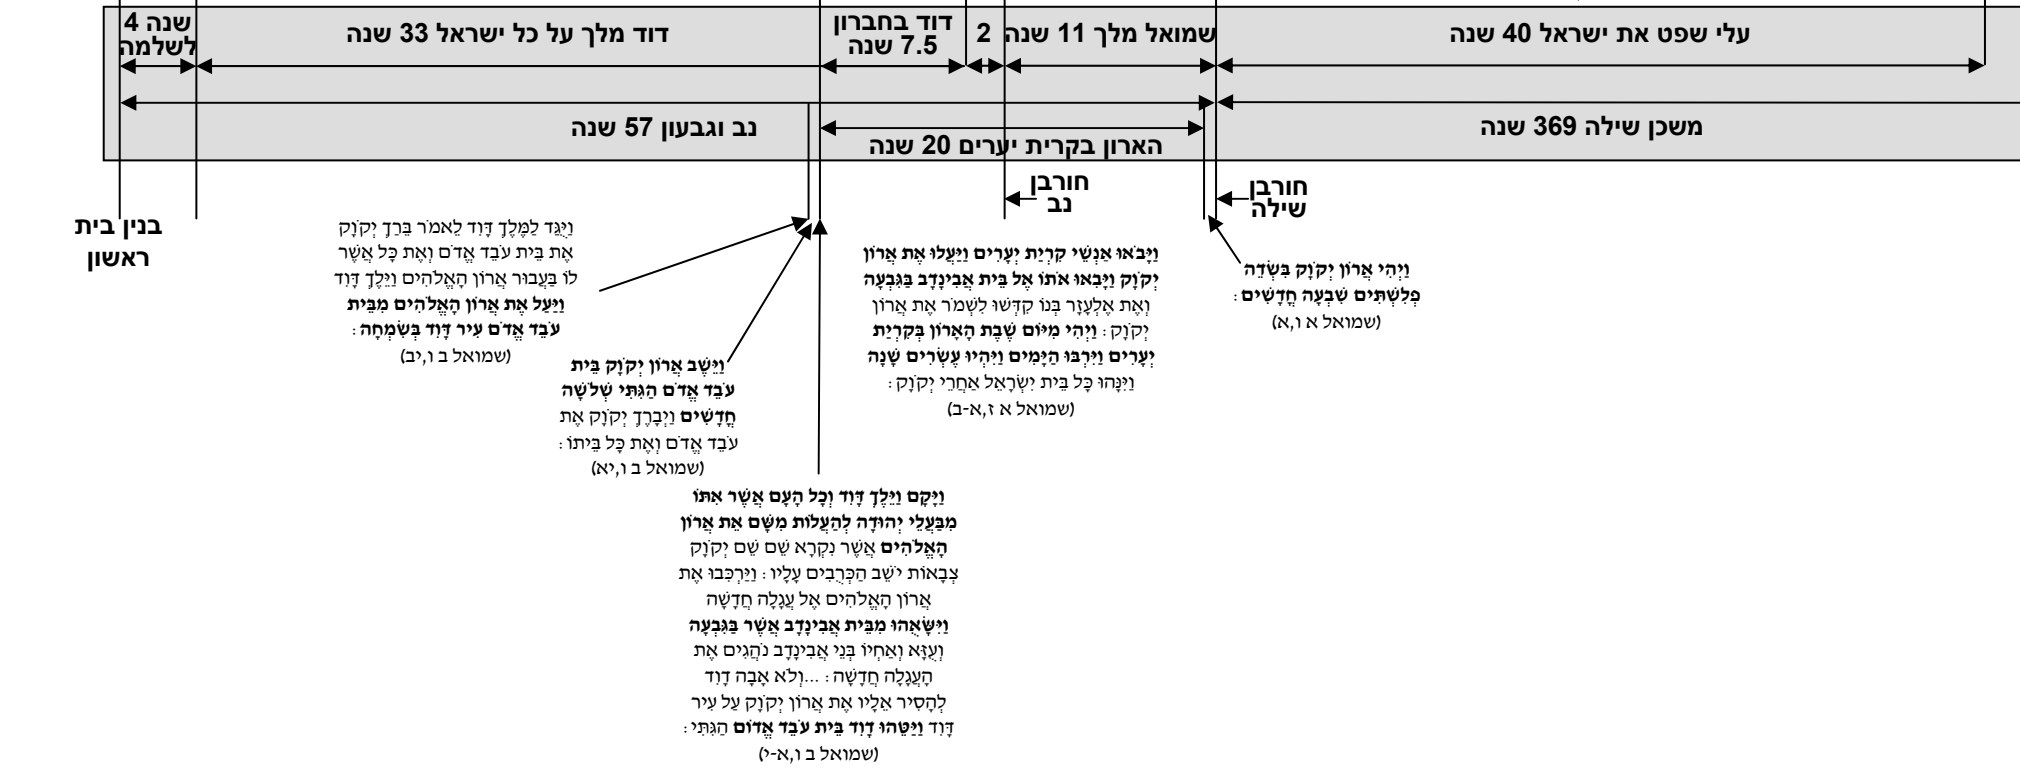 עלי שפט את ישראל 40 שנה
שמואל מלך 11 שנה
2
דוד בחברון
7.5 שנה
דוד מלך על כל ישראל 33 שנה
שנה 4
לשלמה
משכן שילה 369 שנה
הארון בקרית יערים 20 שנה
נב וגבעון 57 שנה
חורבן
שילה
חורבן
נב
בנין בית
ראשון
וַיְהִי אֲרוֹן יְקֹוָק בִּשְׂדֵה
פְלִשְׁתִּים שִׁבְעָה חֳדָשִׁים:
(שמואל א ו,א)
וַיָּבֹאוּ אַנְשֵׁי קִרְיַת יְעָרִים וַיַּעֲלוּ אֶת אֲרוֹן
יְקֹוָק וַיָּבִאוּ אֹתוֹ אֶל בֵּית אֲבִינָדָב בַּגִּבְעָה
וְאֶת אֶלְעָזָר בְּנוֹ קִדְּשׁוּ לִשְׁמֹר אֶת אֲרוֹן
יְקֹוָק: וַיְהִי מִיּוֹם שֶׁבֶת הָאָרוֹן בְּקִרְיַת
יְעָרִים וַיִּרְבּוּ הַיָּמִים וַיִּהְיוּ עֶשְׂרִים שָׁנָה
וַיִּנָּהוּ כָּל בֵּית יִשְׂרָאֵל אַחֲרֵי יְקֹוָק:
(שמואל א ז,א-ב)
וַיֻּגַּד לַמֶּלֶךְ דָּוִד לֵאמֹר בֵּרַךְ יְקֹוָק
אֶת בֵּית עֹבֵד אֱדֹם וְאֶת כָּל אֲשֶׁר
לוֹ בַּעֲבוּר אֲרוֹן הָאֱלֹהִים וַיֵּלֶךְ דָּוִד
וַיַּעַל אֶת אֲרוֹן הָאֱלֹהִים מִבֵּית
עֹבֵד אֱדֹם עִיר דָּוִד בְּשִׂמְחָה:
(שמואל ב ו,יב)
וַיֵּשֶׁב אֲרוֹן יְקֹוָק בֵּית
עֹבֵד אֱדֹם הַגִּתִּי שְׁלֹשָׁה
חֳדָשִׁים וַיְבָרֶךְ יְקֹוָק אֶת
עֹבֵד אֱדֹם וְאֶת כָּל בֵּיתוֹ:
(שמואל ב ו,יא)
וַיָּקָם וַיֵּלֶךְ דָּוִד וְכָל הָעָם אֲשֶׁר אִתּוֹ
מִבַּעֲלֵי יְהוּדָה לְהַעֲלוֹת מִשָּׁם אֵת אֲרוֹן
הָאֱלֹהִים אֲשֶׁר נִקְרָא שֵׁם שֵׁם יְקֹוָק
צְבָאוֹת יֹשֵׁב הַכְּרֻבִים עָלָיו: וַיַּרְכִּבוּ אֶת
אֲרוֹן הָאֱלֹהִים אֶל עֲגָלָה חֲדָשָׁה
וַיִּשָּׂאֻהוּ מִבֵּית אֲבִינָדָב אֲשֶׁר בַּגִּבְעָה
וְעֻזָּא וְאַחְיוֹ בְּנֵי אֲבִינָדָב נֹהֲגִים אֶת
הָעֲגָלָה חֲדָשָׁה: ...וְלֹא אָבָה דָוִד
לְהָסִיר אֵלָיו אֶת אֲרוֹן יְקֹוָק עַל עִיר
דָּוִד וַיַּטֵּהוּ דָוִד בֵּית עֹבֵד אֱדוֹם הַגִּתִּי:
(שמואל ב ו,א-י)